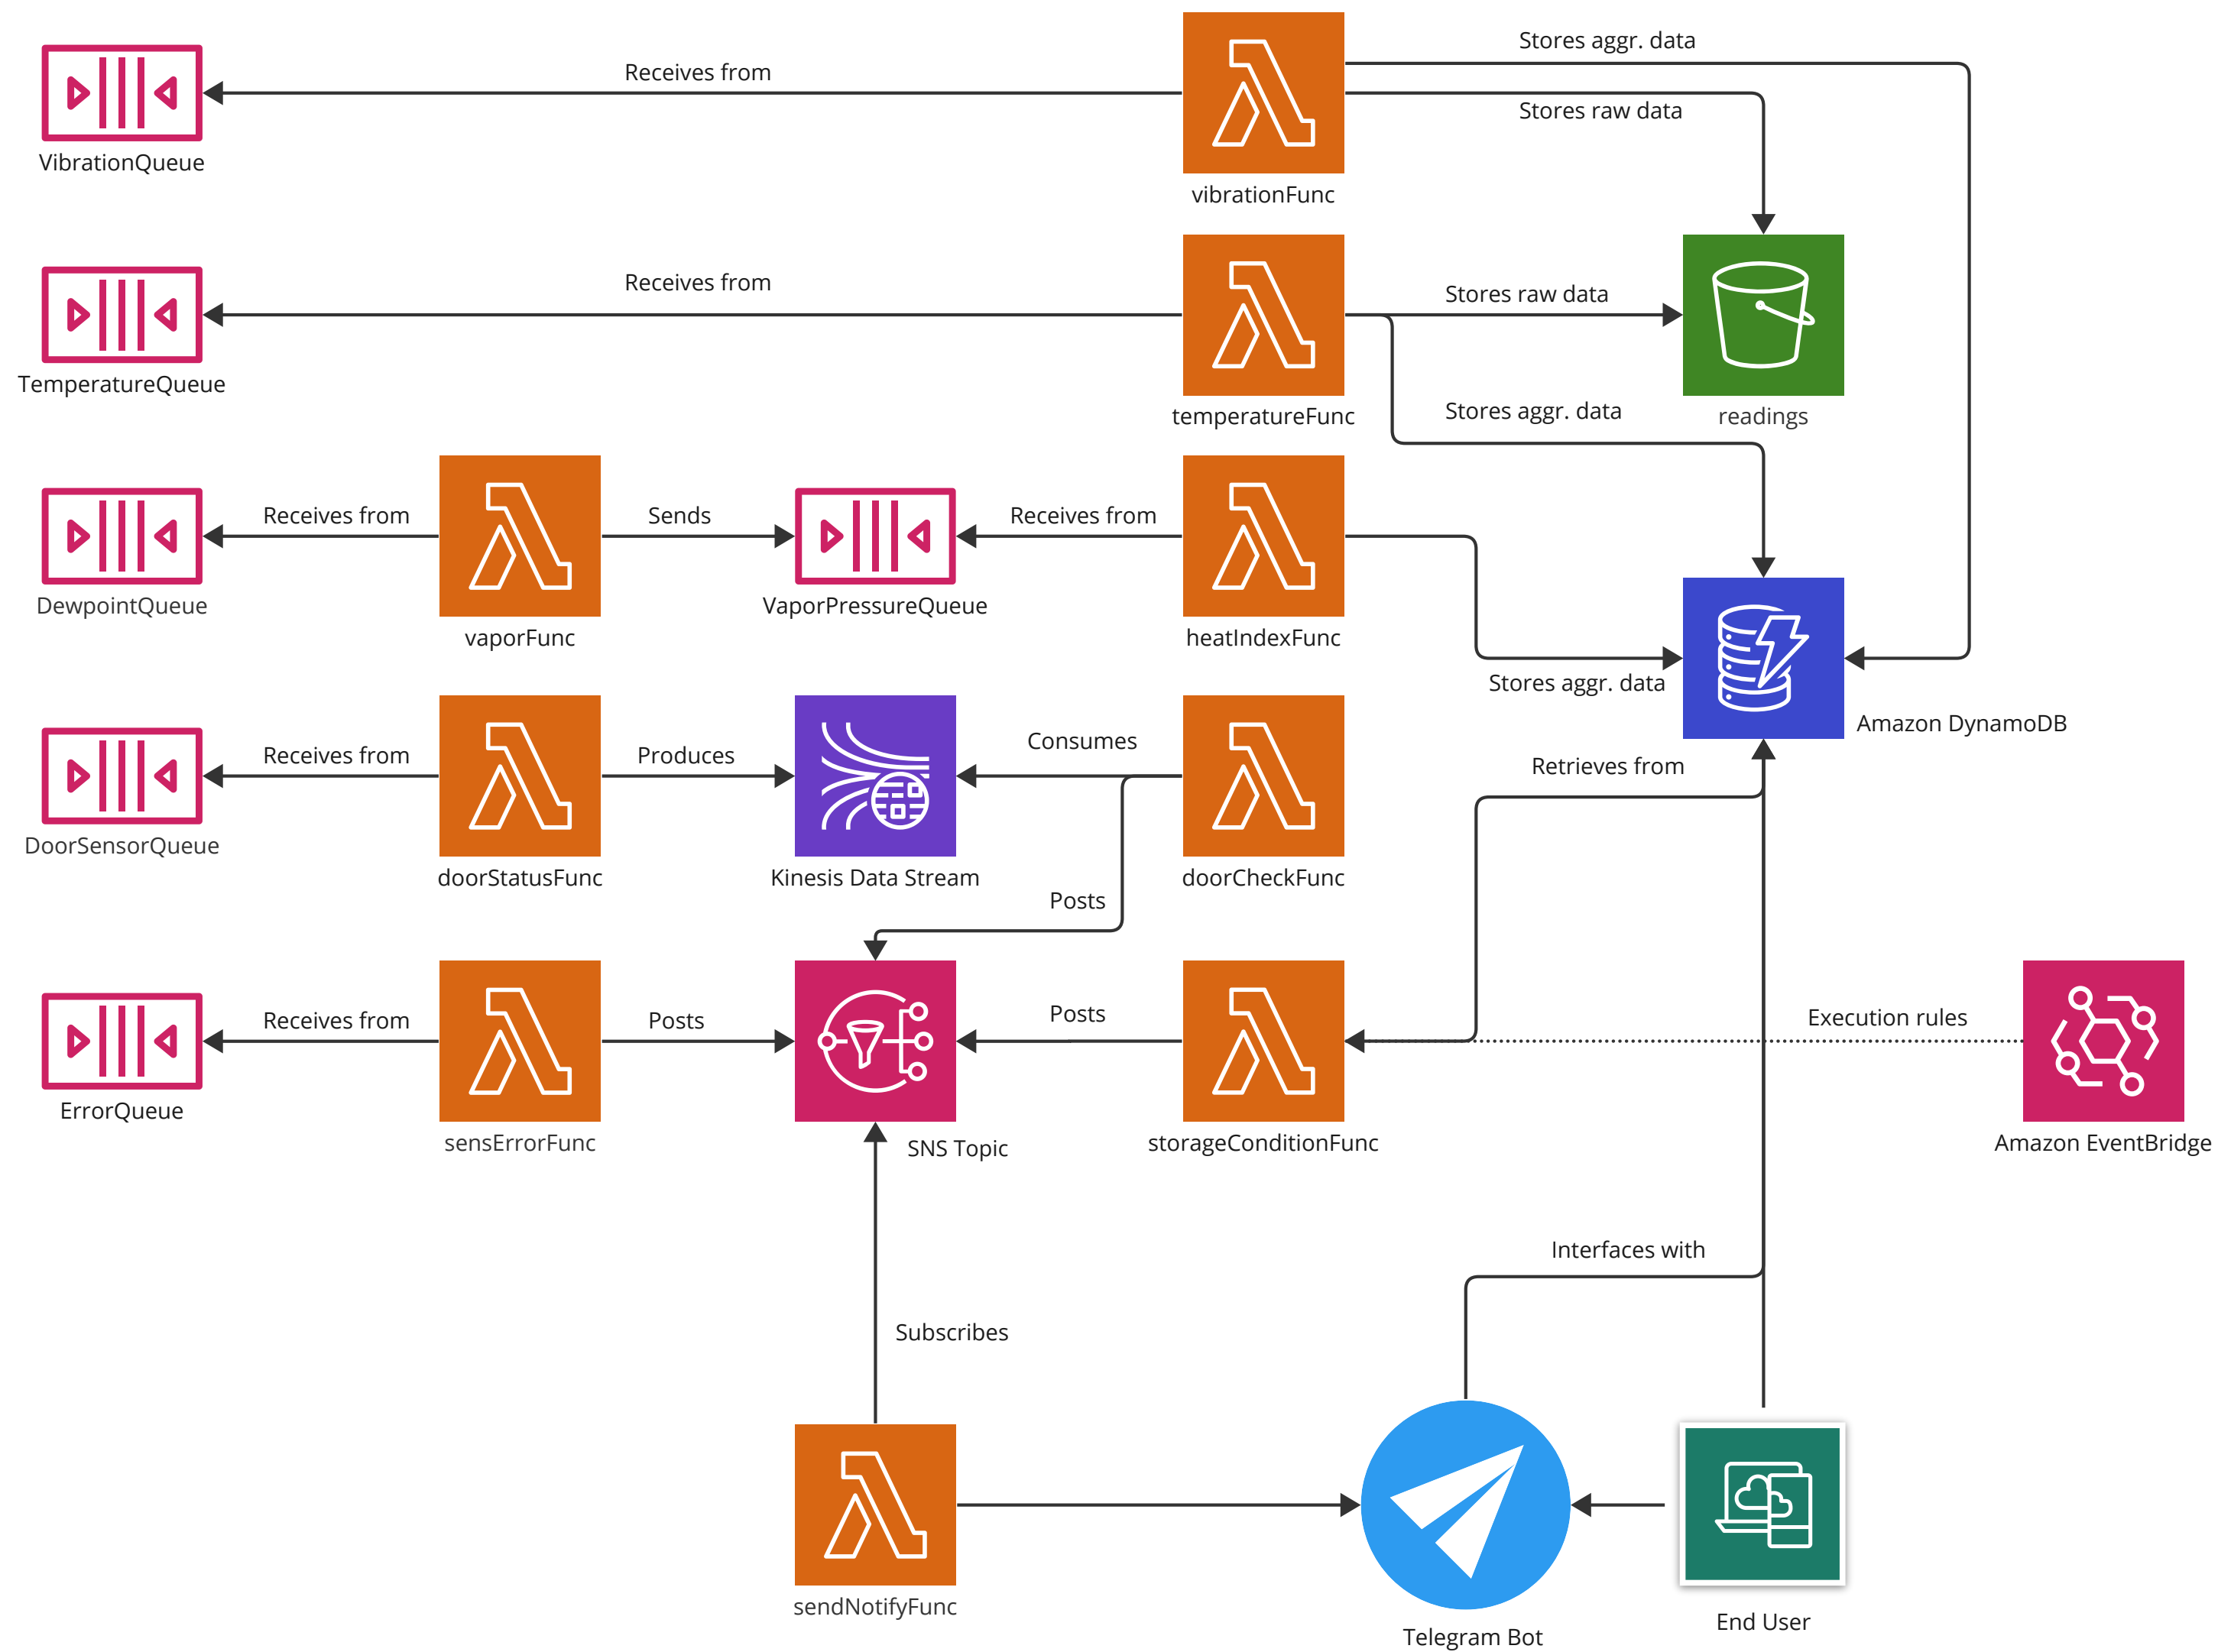 Stores aggr. data
Receives from
Stores raw data
VibrationQueue
vibrationFunc
Receives from
Stores raw data
TemperatureQueue
temperatureFunc
Stores aggr. data
readings
Receives from
Sends
Receives from
DewpointQueue
vaporFunc
VaporPressureQueue
heatIndexFunc
Stores aggr. data
Amazon DynamoDB
Receives from
Produces
Consumes
Retrieves from
DoorSensorQueue
doorStatusFunc
Kinesis Data Stream
doorCheckFunc
Posts
Receives from
Posts
Posts
Execution rules
ErrorQueue
sensErrorFunc
SNS Topic
storageConditionFunc
Amazon EventBridge
Interfaces with
Subscribes
sendNotifyFunc
Telegram Bot
End User